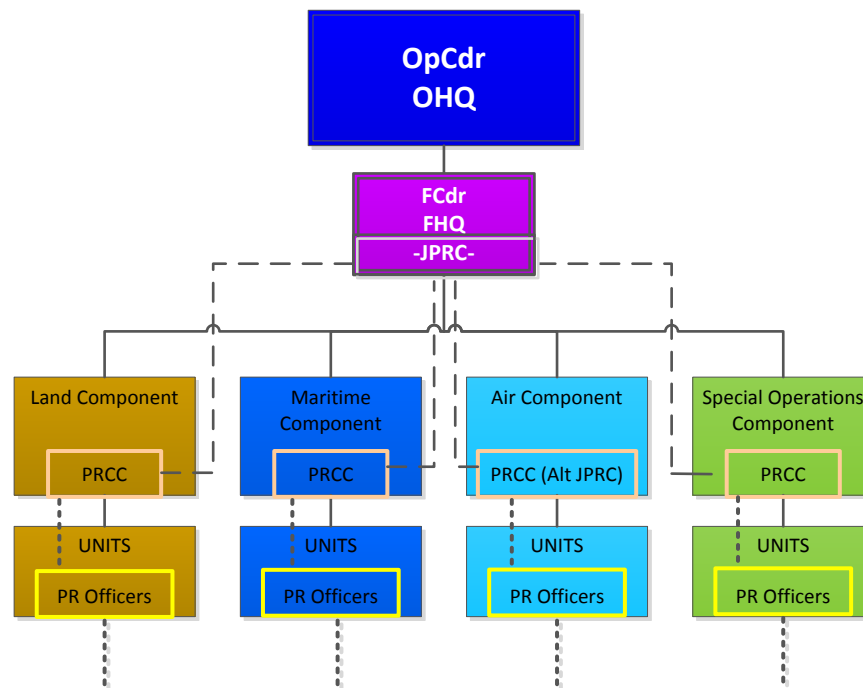 OpCdr
OHQ
FCdr
FHQ
-JPRC-
Land Component
PRCC
Maritime
Component
PRCC
Air Component
PRCC (Alt JPRC)
Special Operations
Component
PRCC
UNITS
PR Officers
UNITS
PR Officers
UNITS
PR Officers
UNITS
PR Officers